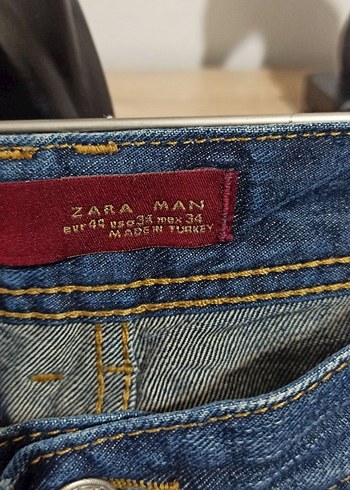 ZARA MAN
eur 44 usa 34 mex 34
MADE IN TURKEY